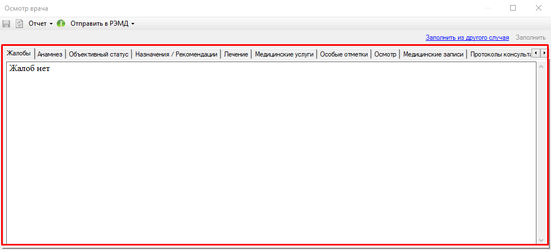 Осмотр врача
Отчет Отправить в РЭМД
Заполнить из другого случая Заполнить
Жалобы Анамнез Объективный статус Назначения / Рекомендации Лечение Медицинские услуги Особые отметки Осмотр Медицинские записи Протоколы консульта
Жалоб нет